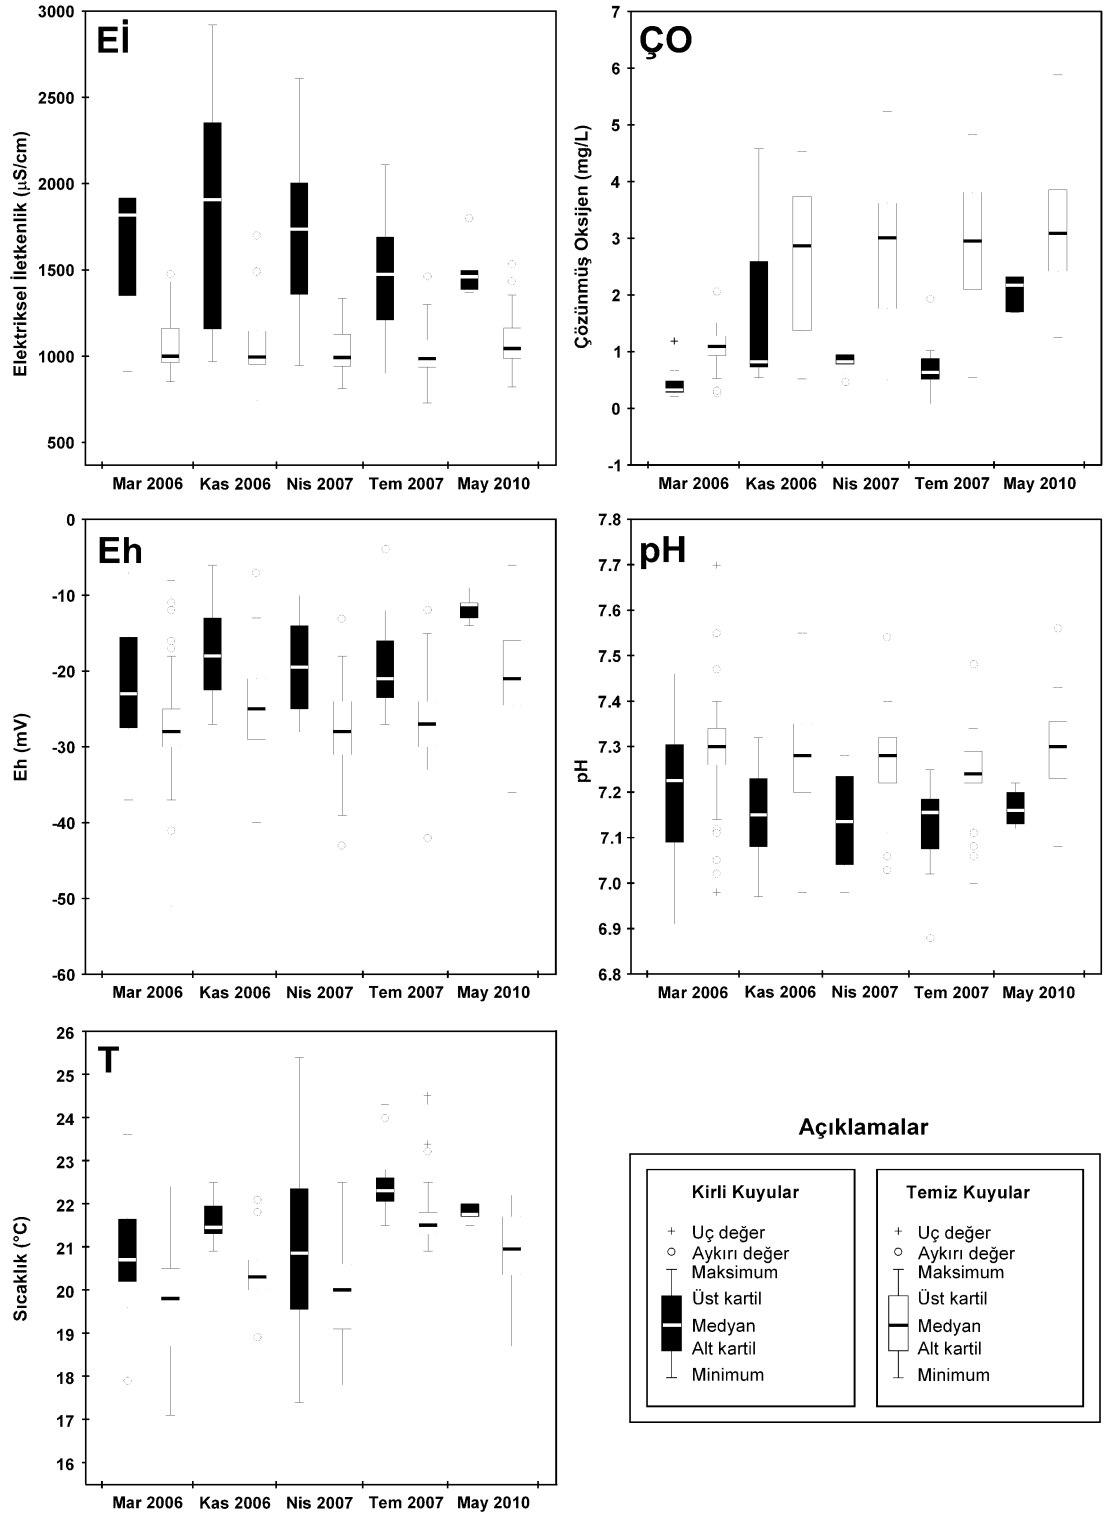 Eİ
Elektriksel İletkenlik (µS/cm)
3000
2500
2000
1500
1000
500
Mar 2006 Kas 2006 Nis 2007 Tem 2007 May 2010
ÇO
Çözünmüş Oksijen (mg/L)
7
6
5
4
3
2
1
0
-1
Mar 2006 Kas 2006 Nis 2007 Tem 2007 May 2010
Eh
Eh (mV)
0
-10
-20
-30
-40
-50
-60
Mar 2006 Kas 2006 Nis 2007 Tem 2007 May 2010
pH
pH
7.8
7.7
7.6
7.5
7.4
7.3
7.2
7.1
7.0
6.9
6.8
Mar 2006 Kas 2006 Nis 2007 Tem 2007 May 2010
T
Sıcaklık (°C)
26
25
24
23
22
21
20
19
18
17
16
Mar 2006 Kas 2006 Nis 2007 Tem 2007 May 2010
Açıklamalar
Kirli Kuyular
Uç değer
Aykırı değer
Maksimum
Üst kartil
Medyan
Alt kartil
Minimum
Temiz Kuyular
Uç değer
Aykırı değer
Maksimum
Üst kartil
Medyan
Alt kartil
Minimum